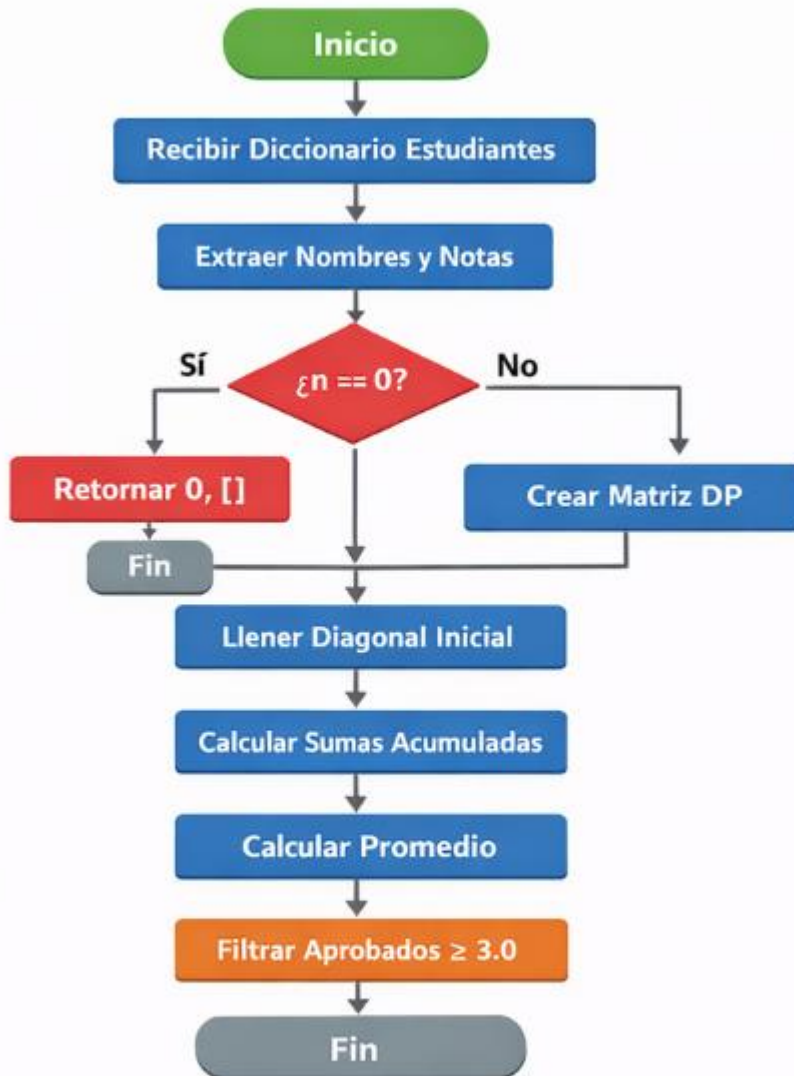 Inicio
Recibir Diccionario Estudiantes
Extraer Nombres y Notas
Sí
¿n == 0?
No
Retornar 0, []
Crear Matriz DP
Fin
Llener Diagonal Inicial
Calcular Sumas Acumuladas
Calcular Promedio
Filtrar Aprobados ≥ 3.0
Fin